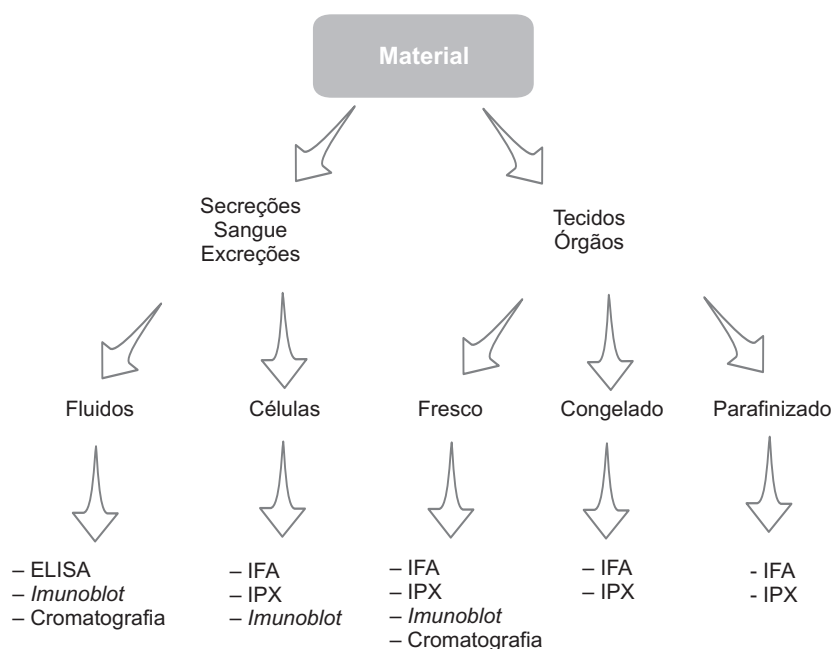 Material
Secreções
Sangue
Excreções
Tecidos
Órgãos
Fluidos
Células
Fresco
Congelado
Parafinizado
– ELISA
– Imunoblot
– Cromatografia
– IFA
– IPX
– Imunoblot
– IFA
– IPX
– Imunoblot
– Cromatografia
– IFA
– IPX
- IFA
- IPX